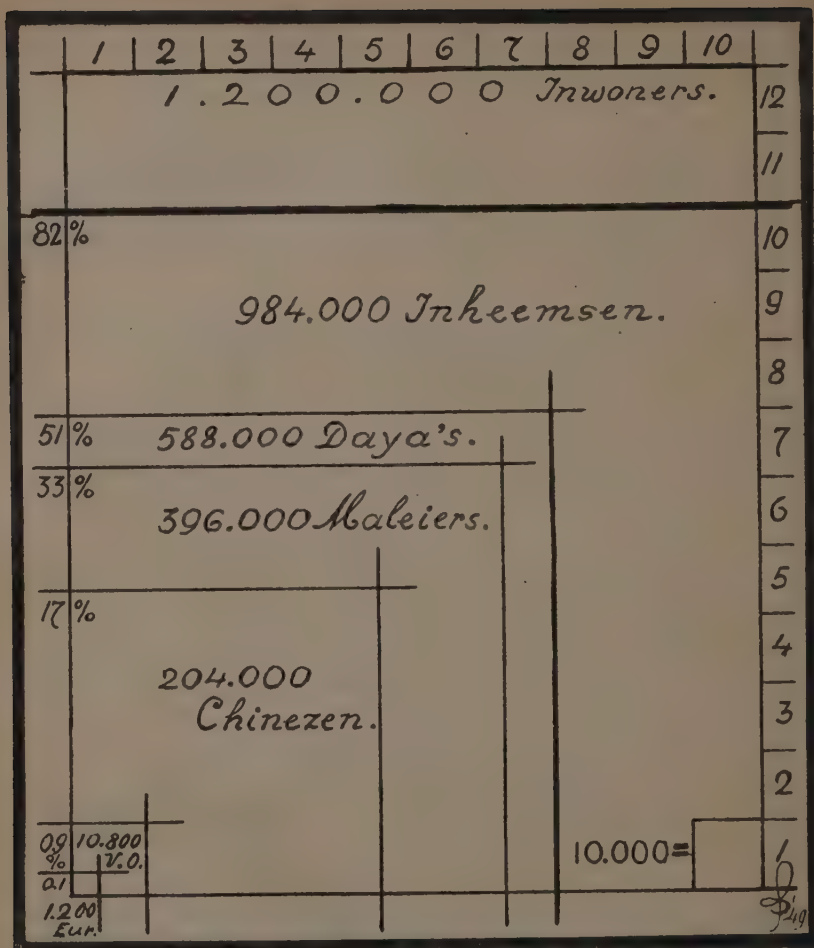 1 2 3 4 5 6 7 8 9 10
1.200.000 Inwoners. 12
11
82% 10
984.000 Inheemsen. 9
8
51% 588.000 Daya's. 7
33%
396.000 Maleiers. 6
5
17%
4
204.000
Chinezen. 3
2
0,9 10.800
% V.O. 10.000= 1
0.1
1.200
Eur. '49